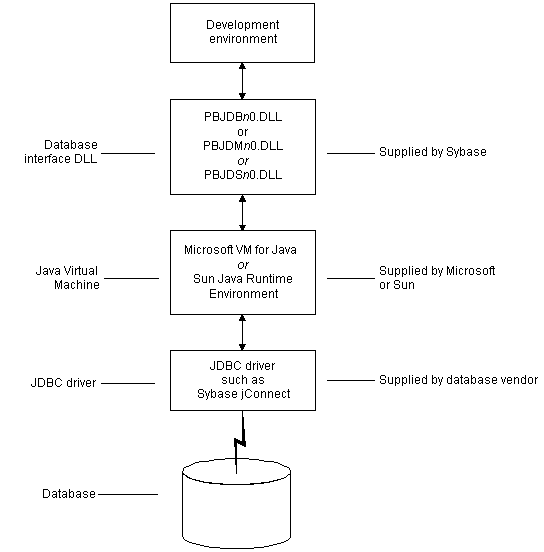 Development
environment
PBJDBn0.DLL
or
PBJDMn0.DLL
or
PBJDSn0.DLL
Database
interface DLL
Supplied by Sybase
Microsoft VM for Java
or
Sun Java Runtime
Environment
Java Virtual
Machine
Supplied by Microsoft
or Sun
JDBC driver
such as
Sybase jConnect
JDBC driver
Supplied by database vendor
Database